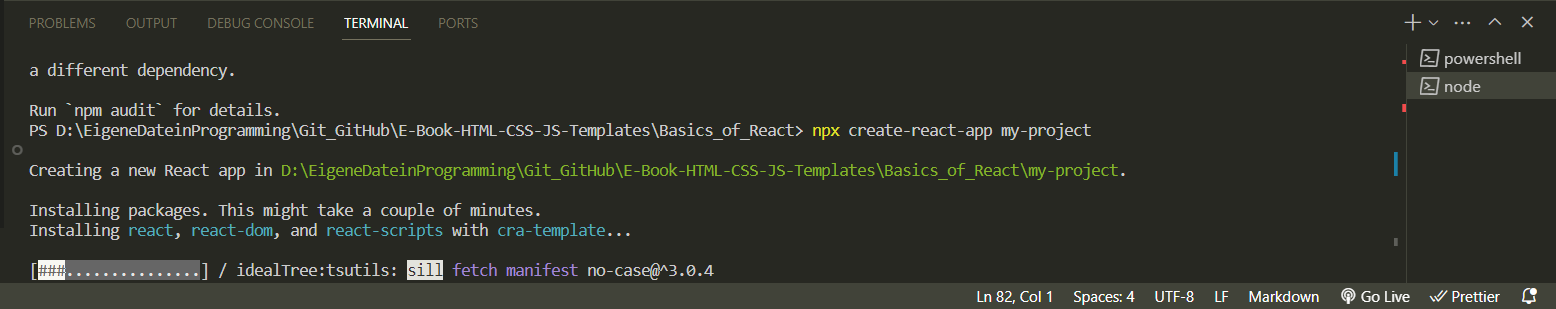 PROBLEMS OUTPUT DEBUG CONSOLE TERMINAL PORTS
a different dependency.
Run `npm audit` for details.
PS D:\EigeneDateinProgramming\Git_GitHub\E-Book-HTML-CSS-JS-Templates\Basics_of_React> npx create-react-app my-project
Creating a new React app in D:\EigeneDateinProgramming\Git_GitHub\E-Book-HTML-CSS-JS-Templates\Basics_of_React\my-project.
Installing packages. This might take a couple of minutes.
Installing react, react-dom, and react-scripts with cra-template...
[###...............] / idealTree:tsutils: sill fetch manifest no-case@^3.0.4
powershell
node
Ln 82, Col 1 Spaces: 4 UTF-8 LF Markdown Go Live Prettier